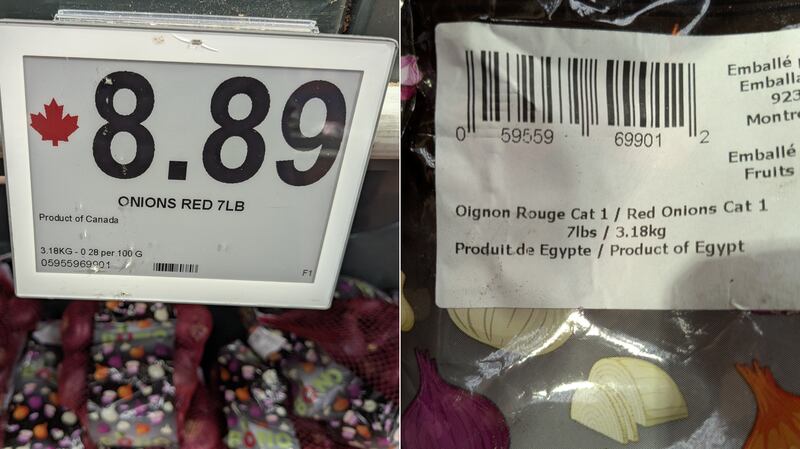 8.89
ONIONS RED 7LB
Product of Canada
3.18KG - 0 28 per 100 G
05955969901
F1
0 59559 69901 2
Emballé
Emballa
923
Montre
Emballé
Fruits
Oignon Rouge Cat 1 / Red Onions Cat 1
7lbs / 3.18kg
Produit de Egypte / Product of Egypt